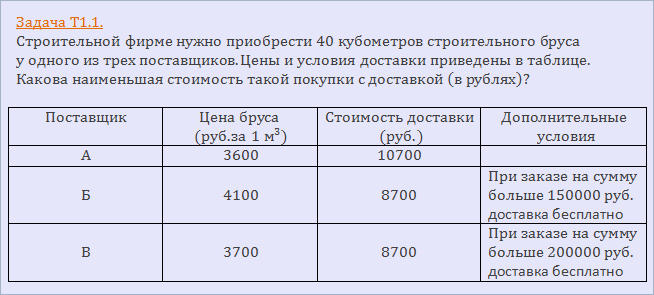 Задача Т1.1.
Строительной фирме нужно приобрести 40 кубометров строительного бруса
у одного из трех поставщиков.Цены и условия доставки приведены в таблице.
Какова наименьшая стоимость такой покупки с доставкой (в рублях)?
Поставщик Цена бруса Стоимость доставки Дополнительные
(руб.за 1 м³) (руб.) условия
А 3600 10700
При заказе на сумму
Б 4100 8700 больше 150000 руб.
доставка бесплатно
При заказе на сумму
В 3700 8700 больше 200000 руб.
доставка бесплатно